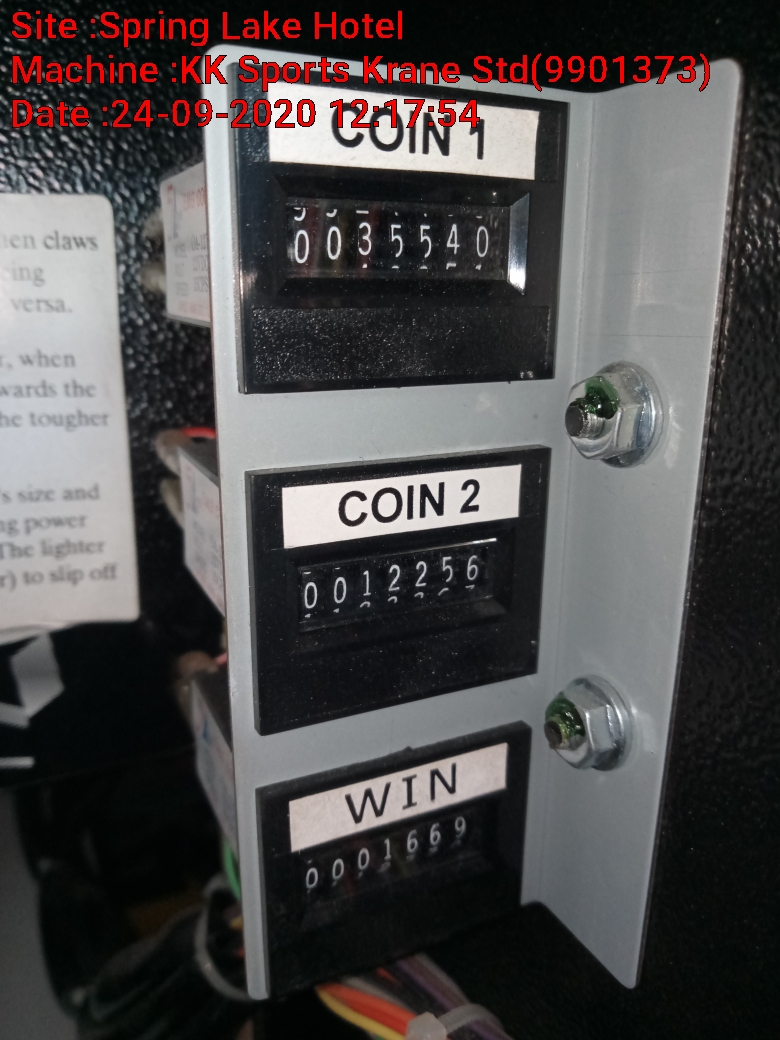 Site :Spring Lake Hotel
Machine :KK Sports Krane Std(9901373)
Date :24-09-2020 12:17:54
COIN 1
0035540
hen claws
versa.
when
wards the
the tougher
size and
power
The lighter
to slip off
COIN 2
0012256
WIN
0001669